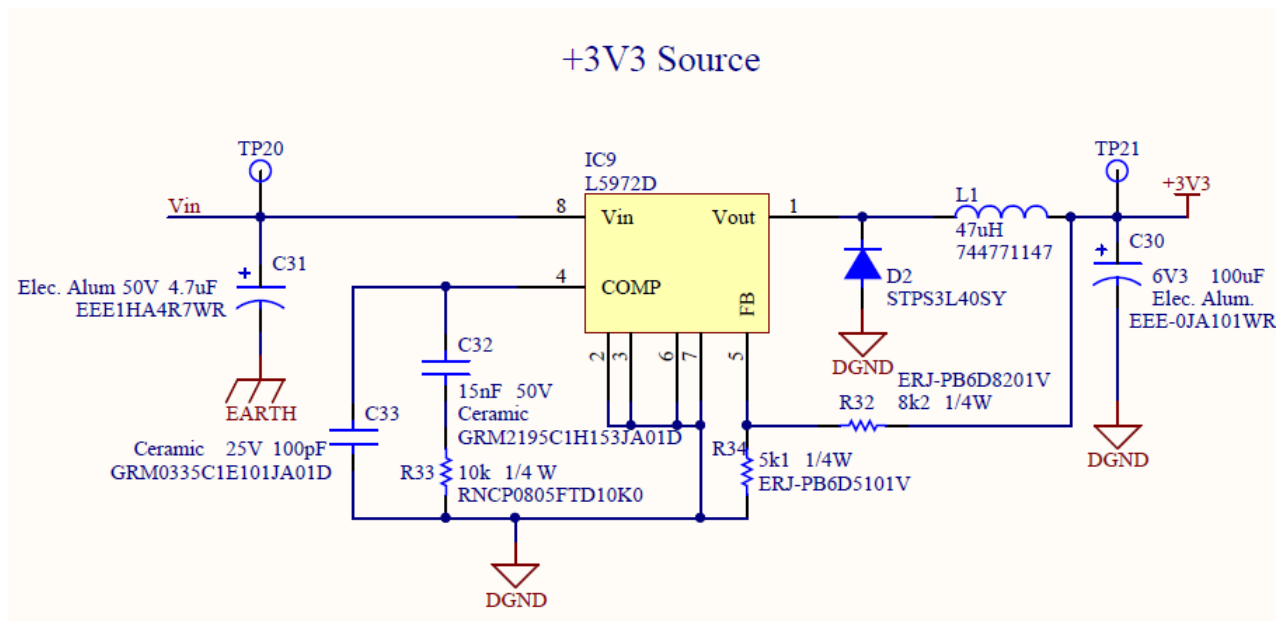 +3V3 Source
TP20
Vin
C31
Elec. Alum 50V 4.7uF
EEE1HA4R7WR
EARTH
IC9
L5972D
8
Vin
Vout
1
4
COMP
FB
2
3
6
7
5
C32
15nF 50V
Ceramic
GRM2195C1H153JA01D
C33
Ceramic 25V 100pF
GRM0335C1E101JA01D
R33
10k 1/4 W
RNCP0805FTD10K0
DGND
L1
47uH
744771147
D2
STPS3L40SY
DGND
ERJ-PB6D8201V
R32
8k2 1/4W
R34
5k1 1/4W
ERJ-PB6D5101V
TP21
+3V3
C30
6V3 100uF
Elec. Alum.
EEE-0JA101WR
DGND